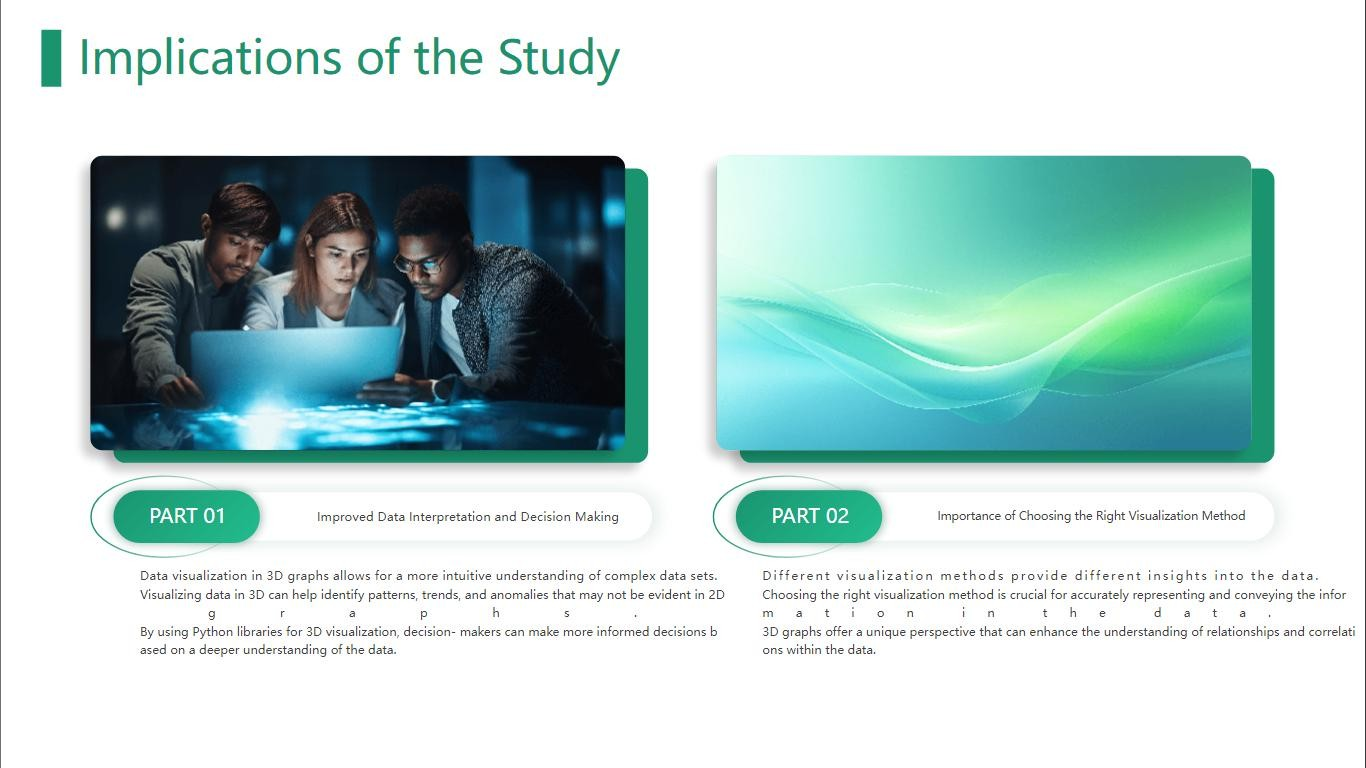 Implications of the Study
PART 01
Improved Data Interpretation and Decision Making
Data visualization in 3D graphs allows for a more intuitive understanding of complex data sets.
Visualizing data in 3D can help identify patterns, trends, and anomalies that may not be evident in 2D
g r a p h s .
By using Python libraries for 3D visualization, decision- makers can make more informed decisions b
ased on a deeper understanding of the data.
PART 02
Importance of Choosing the Right Visualization Method
Different visualization methods provide different insights into the data.
Choosing the right visualization method is crucial for accurately representing and conveying the infor
m a t i o n i n t h e d a t a .
3D graphs offer a unique perspective that can enhance the understanding of relationships and correlati
ons within the data.